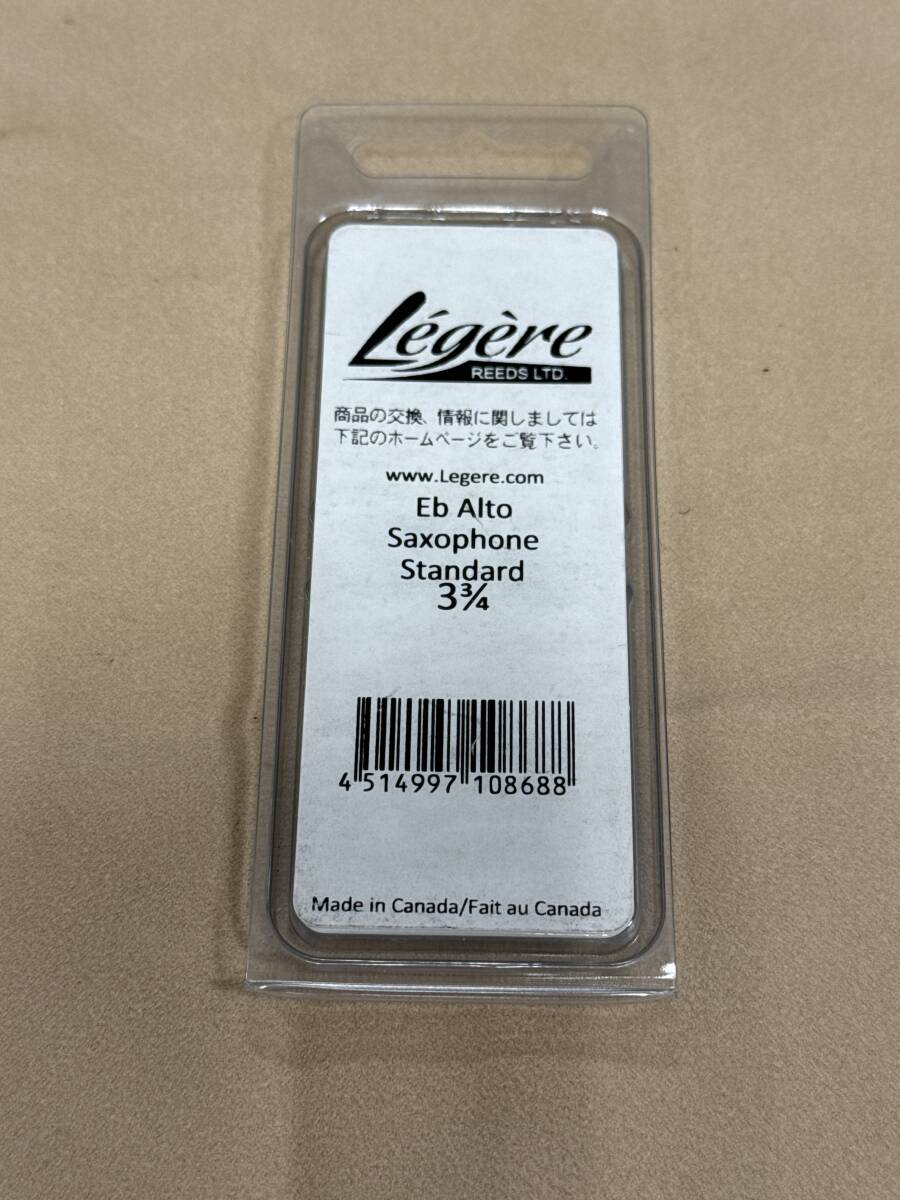 Légère
REEDS LTD.
商品の交換、情報に関しましては
下記のホームページをご覧下さい。
www.Legere.com
Eb Alto
Saxophone
Standard
3¾
4 514997 108688
Made in Canada/Fait au Canada